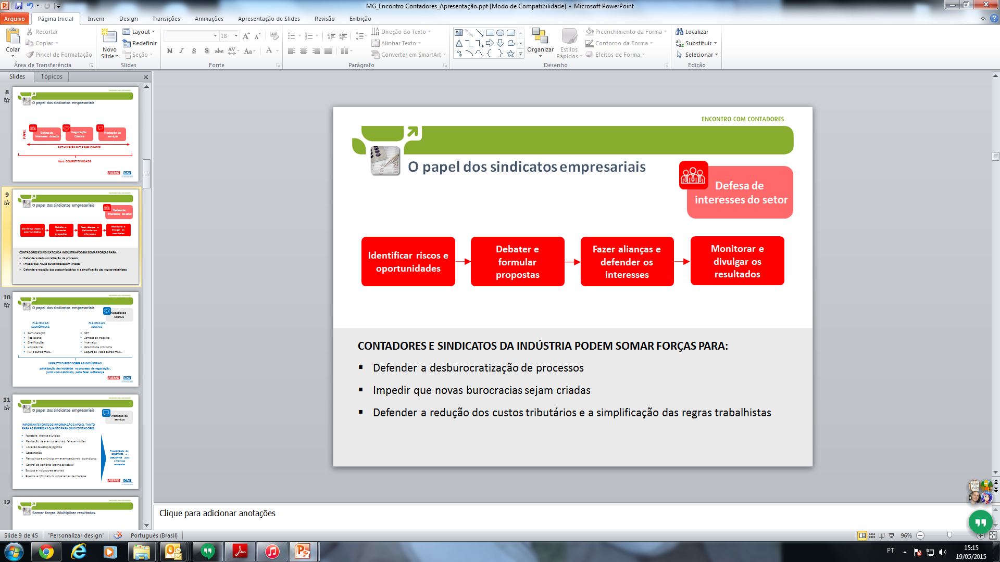 MG_Encontro Contadores_Apresentação.ppt [Modo de Compatibilidade] - Microsoft PowerPoint
Arquivo Página Inicial Inserir Design Transições Animações Apresentação de Slides Revisão Exibição
Colar
Recortar
Copiar
Pincel de Formatação
Área de Transferência
Novo
Slide
Layout
Redefinir
Seção
Slides
18
N I S S abc AV Aa A
Fonte
Direção do Texto
Alinhar Texto
Converter em SmartArt
Parágrafo
Organizar
Estilos
Rápidos
Preenchimento da Forma
Contorno da Forma
Efeitos de Forma
Desenho
Localizar
Substituir
Selecionar
Edição
Slides Tópicos
8
O papel dos sindicatos empresariais
PAPEL
Defesa de
interesses do setor
Negociação
Coletiva
Prestação de
serviços
comunicação com a base industrial
foco: COMPETITIVIDADE
FIEMG CNI
9
O papel dos sindicatos empresariais
Defesa de
interesses do setor
Identificar riscos e
oportunidades
Debater e
formular
propostas
Fazer alianças e
defender os
interesses
Monitorar e
divulgar os
resultados
CONTADORES E SINDICATOS DA INDÚSTRIA PODEM SOMAR FORÇAS PARA:
Defender a desburocratização de processos
Impedir que novas burocracias sejam criadas
Defender a redução dos custos tributários e a simplificação das regras trabalhistas
10
O papel dos sindicatos empresariais
Negociação
Coletiva
CLÁUSULAS
ECONÔMICAS
Remuneração
Piso salarial
Gratificações
Horas Extras
PLR e outras mais...
CLÁUSULAS
SOCIAIS
SST
Jornada de trabalho
Intervalos
Estabilidade provisória
Seguro de vida e outras mais...
IMPACTO DIRETO SOBRE AS INDÚSTRIAS
participação das indústrias no processo de negociação,
junto com o sindicato, pode fazer a diferença
FIEMG CNI
11
O papel dos sindicatos empresariais
Prestação de
serviços
IMPORTANTE FONTE DE INFORMAÇÃO E APOIO, TANTO
PARA AS EMPRESAS QUANTO PARA SEUS CONTADORES:
Assessoria técnica e jurídica
Realização de eventos setoriais, feiras e missões
Locação de espaços/logística
Capacitação
Patrocínios e anúncios em eventos e jornais do sindicato
Central de compras (ganho de escala)
Estudos e indicadores setoriais
Boletins e informativos sobre temas de interesse
Possibilidade de
BENEFÍCIOS e
DESCONTOS para
empresas
associadas
FIEMG CNI
12
Somar forças. Multiplicar resultados.
ENCONTRO COM CONTADORES
O papel dos sindicatos empresariais
Defesa de
interesses do setor
Identificar riscos e
oportunidades
Debater e
formular
propostas
Fazer alianças e
defender os
interesses
Monitorar e
divulgar os
resultados
CONTADORES E SINDICATOS DA INDÚSTRIA PODEM SOMAR FORÇAS PARA:
Defender a desburocratização de processos
Impedir que novas burocracias sejam criadas
Defender a redução dos custos tributários e a simplificação das regras trabalhistas
Clique para adicionar anotações
Slide 9 de 45 "Personalizar design" Português (Brasil) 96%
PT
15:15
19/05/2015